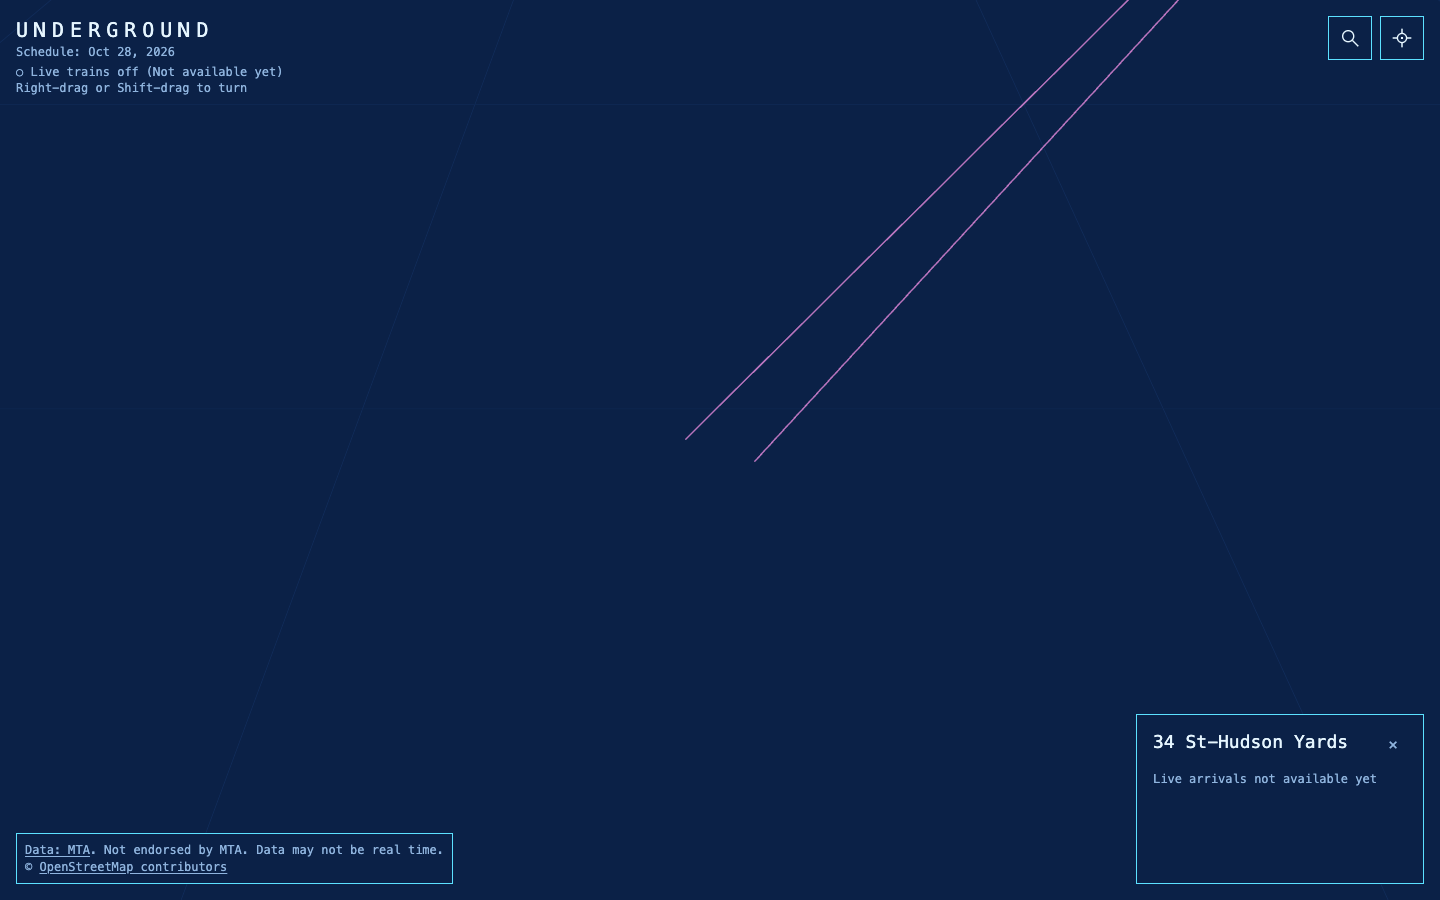 UNDERGROUND
Schedule: Oct 28, 2026
○ Live trains off (Not available yet)
Right-drag or Shift-drag to turn
34 St-Hudson Yards ×
Live arrivals not available yet
Data: MTA. Not endorsed by MTA. Data may not be real time.
© OpenStreetMap contributors